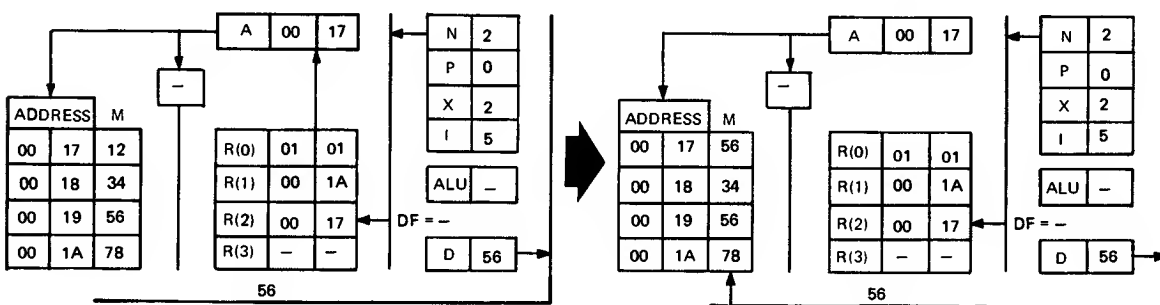 A 00 17
N 2
P 0
X 2
I 5
–
ADDRESS M
00 17 12
00 18 34
00 19 56
00 1A 78
R(0) 01 01
R(1) 00 1A
R(2) 00 17
R(3) – –
ALU –
DF = –
D 56
56
A 00 17
N 2
P 0
X 2
I 5
–
ADDRESS M
00 17 56
00 18 34
00 19 56
00 1A 78
R(0) 01 01
R(1) 00 1A
R(2) 00 17
R(3) – –
ALU –
DF = –
D 56
56